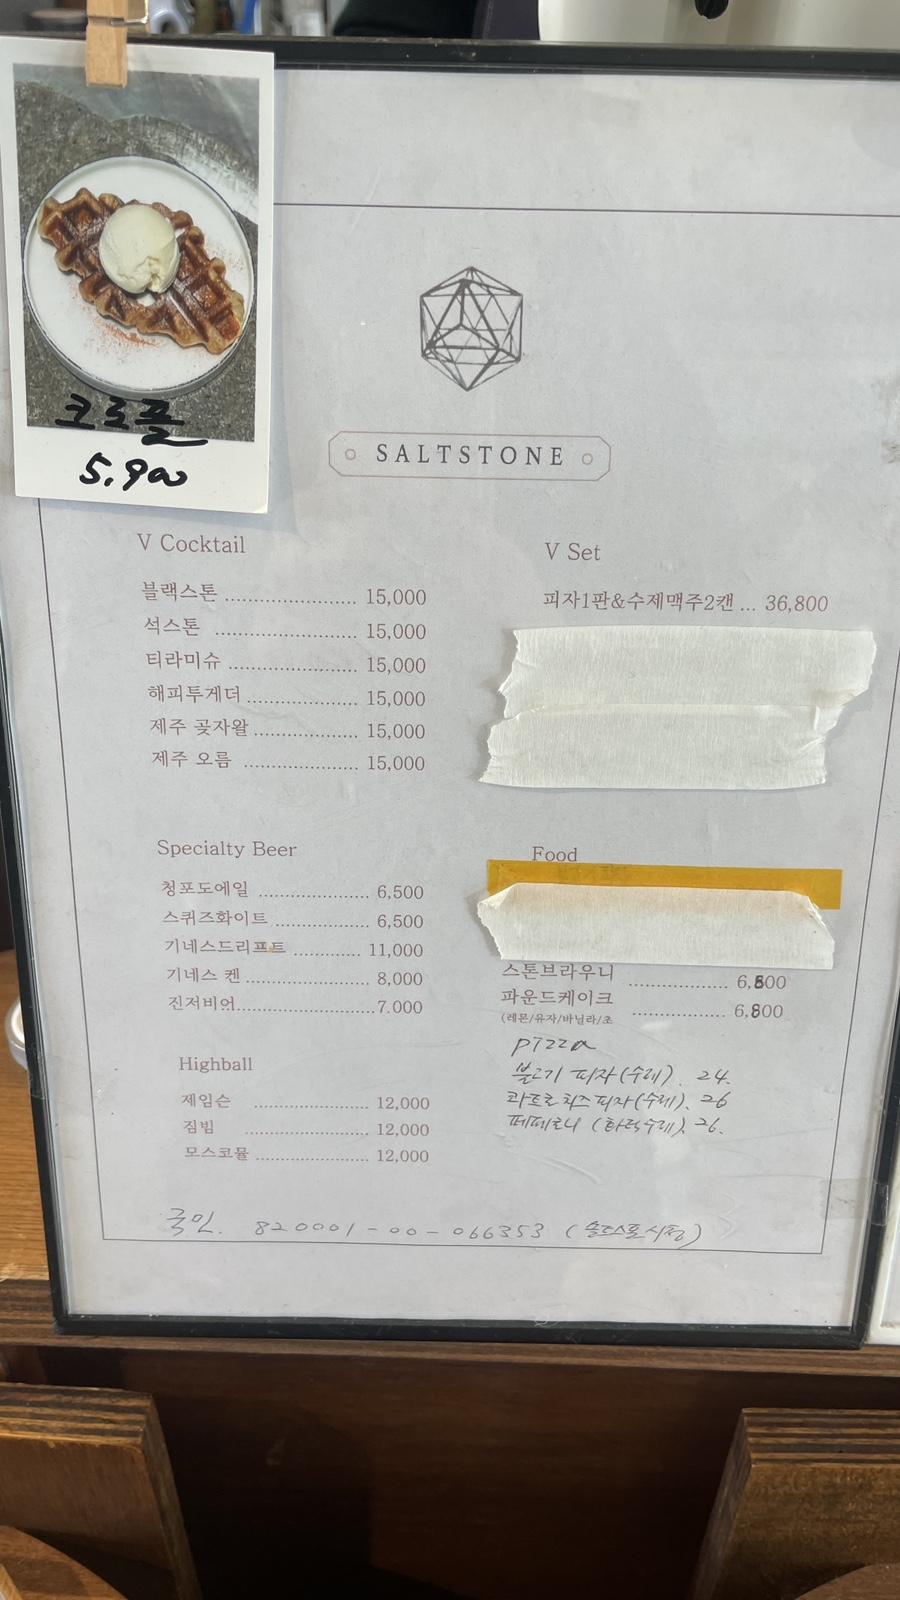 크로플
5.900
SALTSTONE
V Cocktail
블랙스톤 15,000
석스톤 15,000
티라미슈 15,000
해피투게더 15,000
제주 곶자왈 15,000
제주 오름 15,000
V Set
피자1판&수제맥주2캔 ... 36,800
Specialty Beer
청포도에일 6,500
스퀴즈화이트 6,500
기네스드리프트 11,000
기네스 켄 8,000
진저비어 7.000
Food
스톤브라우니 6,800
파운드케이크 6,800
(레몬/유자/바닐라/초
pizza
불고기 피자(수제). 24.
콰트로치즈피자(수제). 26
페페로니 (화덕수제). 26.
Highball
제임슨 12,000
짐빔 12,000
모스코뮬 12,000
국민. 820001-00-066353